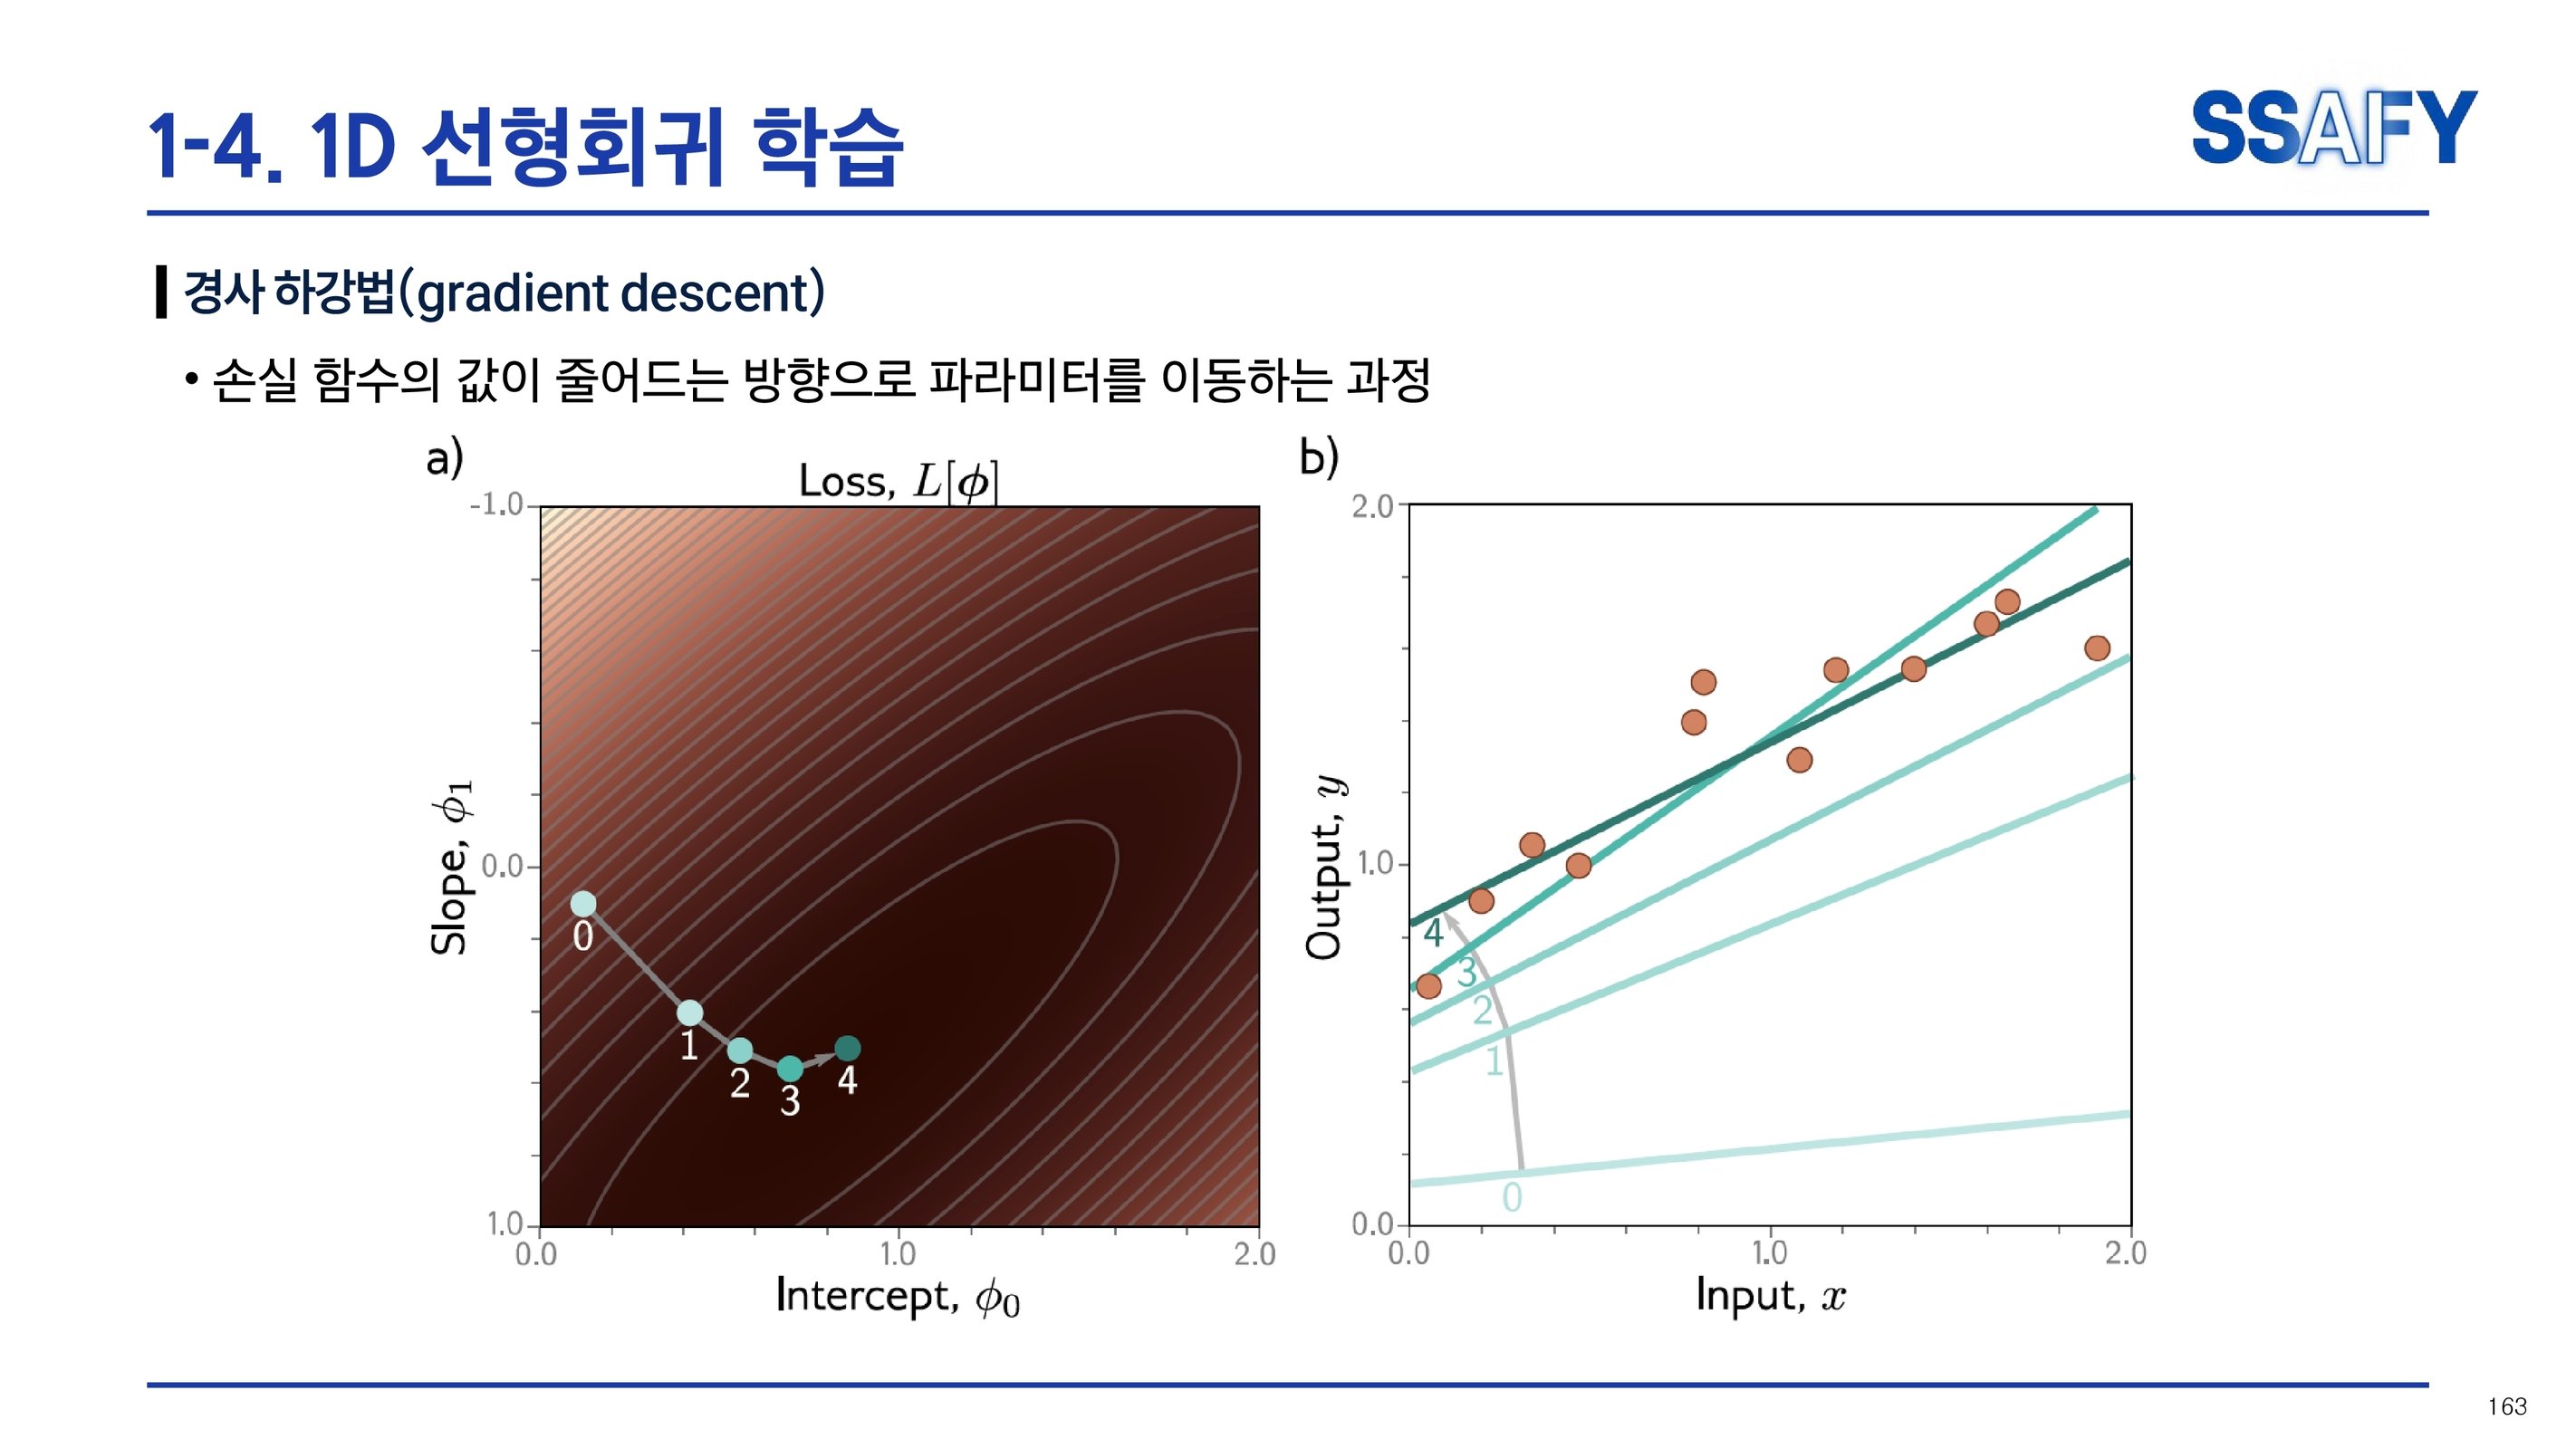 1-4. 1D 선형회귀 학습
SSAFY
경사 하강법(gradient descent)
• 손실 함수의 값이 줄어드는 방향으로 파라미터를 이동하는 과정
a)
Loss, L[ϕ]
-1.0
0.0
1.0
Slope, ϕ1
0
1
2
3
4
0.0
1.0
2.0
Intercept, ϕ0
b)
2.0
1.0
0.0
Output, y
4
3
2
1
0
0.0
1.0
2.0
Input, x
163